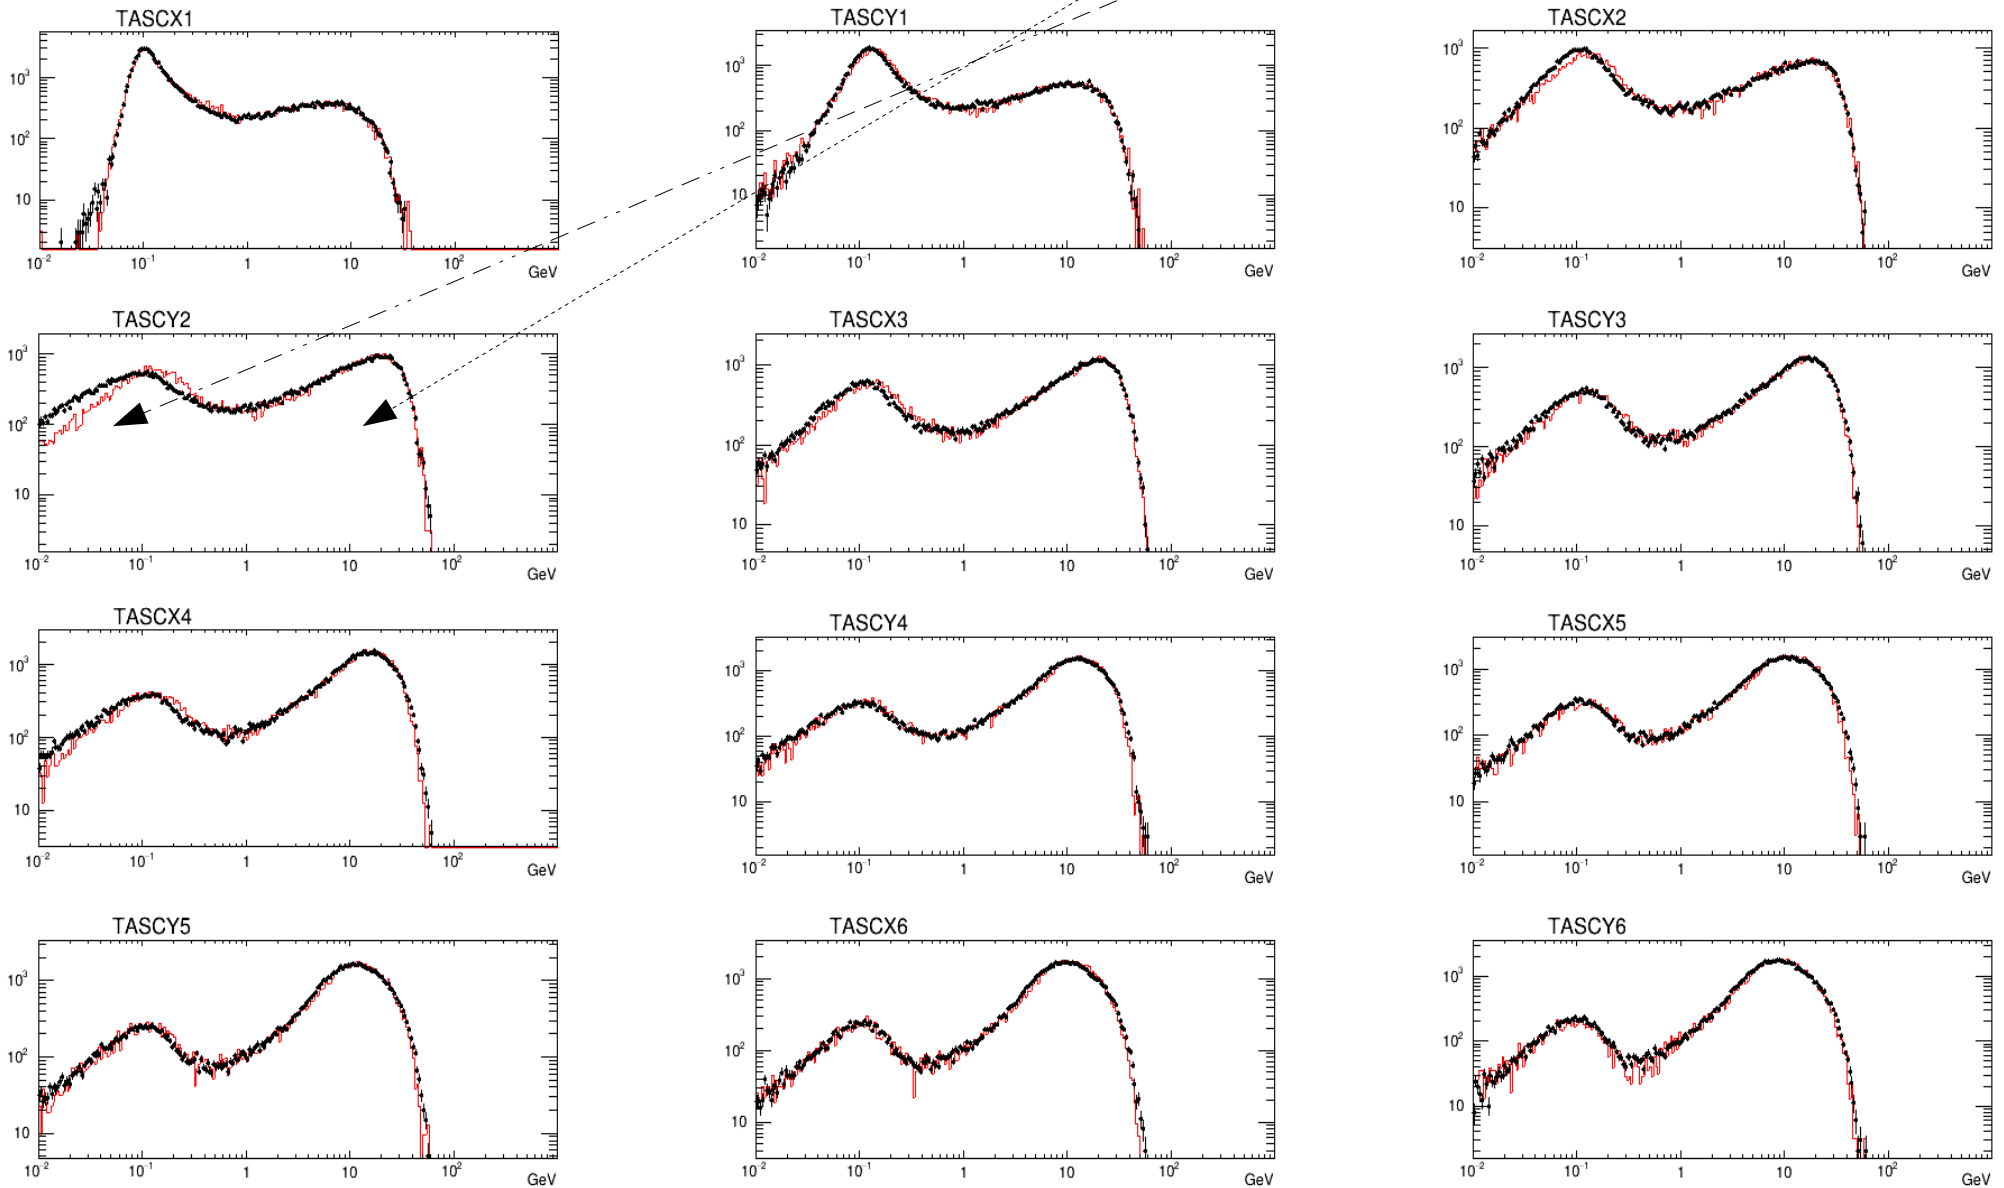 TASCX1 TASCY1 TASCX2
10³ 10³ 10³
10² 10² 10²
10 10 10
10⁻² 10⁻¹ 1 10 10² 10⁻² 10⁻¹ 1 10 10² 10⁻² 10⁻¹ 1 10 10²
GeV GeV GeV
TASCY2 TASCX3 TASCY3
10³ 10³ 10³
10² 10² 10²
10 10 10
10⁻² 10⁻¹ 1 10 10² 10⁻² 10⁻¹ 1 10 10² 10⁻² 10⁻¹ 1 10 10²
GeV GeV GeV
TASCX4 TASCY4 TASCX5
10³ 10³ 10³
10² 10² 10²
10 10 10
10⁻² 10⁻¹ 1 10 10² 10⁻² 10⁻¹ 1 10 10² 10⁻² 10⁻¹ 1 10 10²
GeV GeV GeV
TASCY5 TASCX6 TASCY6
10³ 10³ 10³
10² 10² 10²
10 10 10
10⁻² 10⁻¹ 1 10 10² 10⁻² 10⁻¹ 1 10 10² 10⁻² 10⁻¹ 1 10 10²
GeV GeV GeV